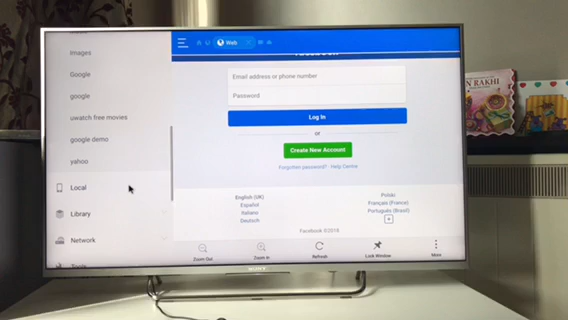 Images
Google
google
uwatch free movies
google demo
yahoo
Local
Library
Network
Tools
Web
facebook
Email address or phone number
Password
Log In
or
Create New Account
Forgotten password? · Help Centre
English (UK)
Español
Italiano
Deutsch
Polski
Français (France)
Português (Brasil)
Facebook ©2018
Zoom Out
Zoom In
Refresh
Lock Window
More
SONY
RAKHI